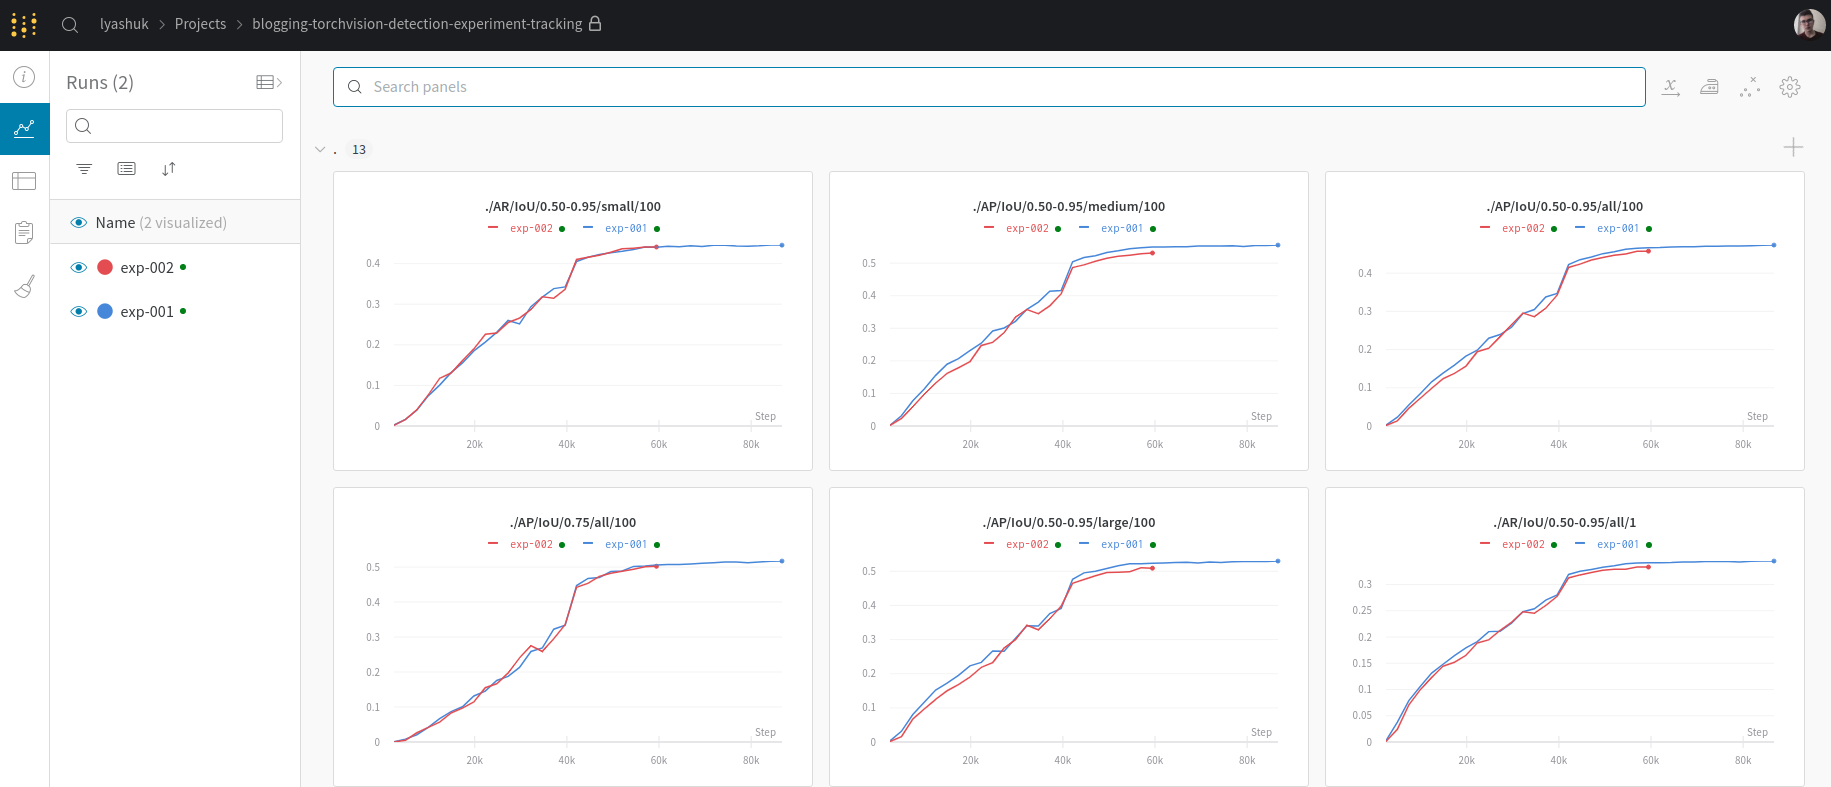 lyashuk > Projects > blogging-torchvision-detection-experiment-tracking
Runs (2)
Name (2 visualized)
exp-002
exp-001
Search panels
. 13
./AR/IoU/0.50-0.95/small/100
exp-002 exp-001
0.4
0.3
0.2
0.1
0
Step
20k 40k 60k 80k
./AP/IoU/0.50-0.95/medium/100
exp-002 exp-001
0.5
0.4
0.3
0.2
0.1
0
Step
20k 40k 60k 80k
./AP/IoU/0.50-0.95/all/100
exp-002 exp-001
0.4
0.3
0.2
0.1
0
Step
20k 40k 60k 80k
./AP/IoU/0.75/all/100
exp-002 exp-001
0.5
0.4
0.3
0.2
0.1
0
Step
20k 40k 60k 80k
./AP/IoU/0.50-0.95/large/100
exp-002 exp-001
0.5
0.4
0.3
0.2
0.1
0
Step
20k 40k 60k 80k
./AR/IoU/0.50-0.95/all/1
exp-002 exp-001
0.3
0.25
0.2
0.15
0.1
0.05
0
Step
20k 40k 60k 80k